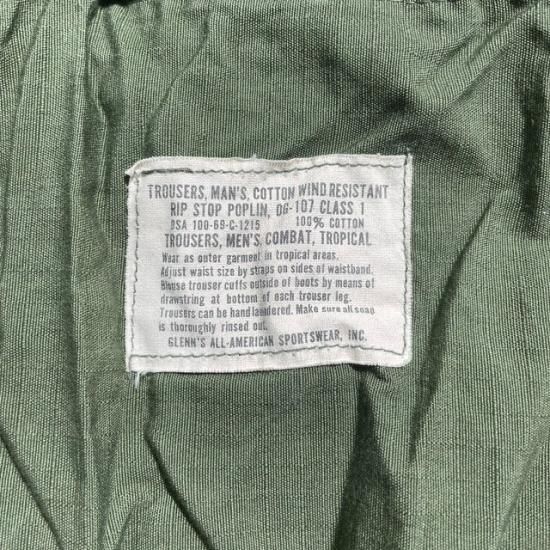 TROUSERS, MAN'S, COTTON WIND RESISTANT
RIP STOP POPLIN, OG-107 CLASS 1
DSA 100-69-C-1215 100% COTTON
TROUSERS, MEN'S, COMBAT, TROPICAL
Wear as outer garment in tropical areas.
Adjust waist size by straps on sides of waistband.
Blouse trouser cuffs outside of boots by means of
drawstring at bottom of each trouser leg.
Trousers can be hand laundered. Make sure all soap
is thoroughly rinsed out.
GLENN'S ALL-AMERICAN SPORTSWEAR, INC.